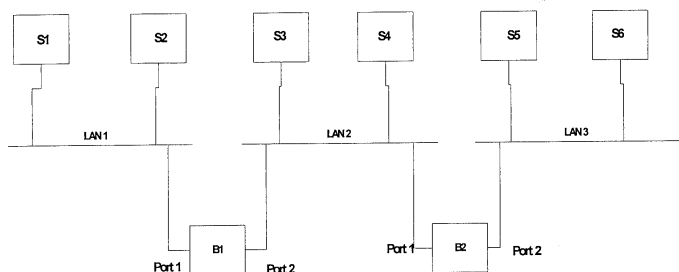 S1 S2 S3 S4 S5 S6
LAN 1 LAN 2 LAN 3
B1 Port 1 B2 Port 2
Port 1 Port 2